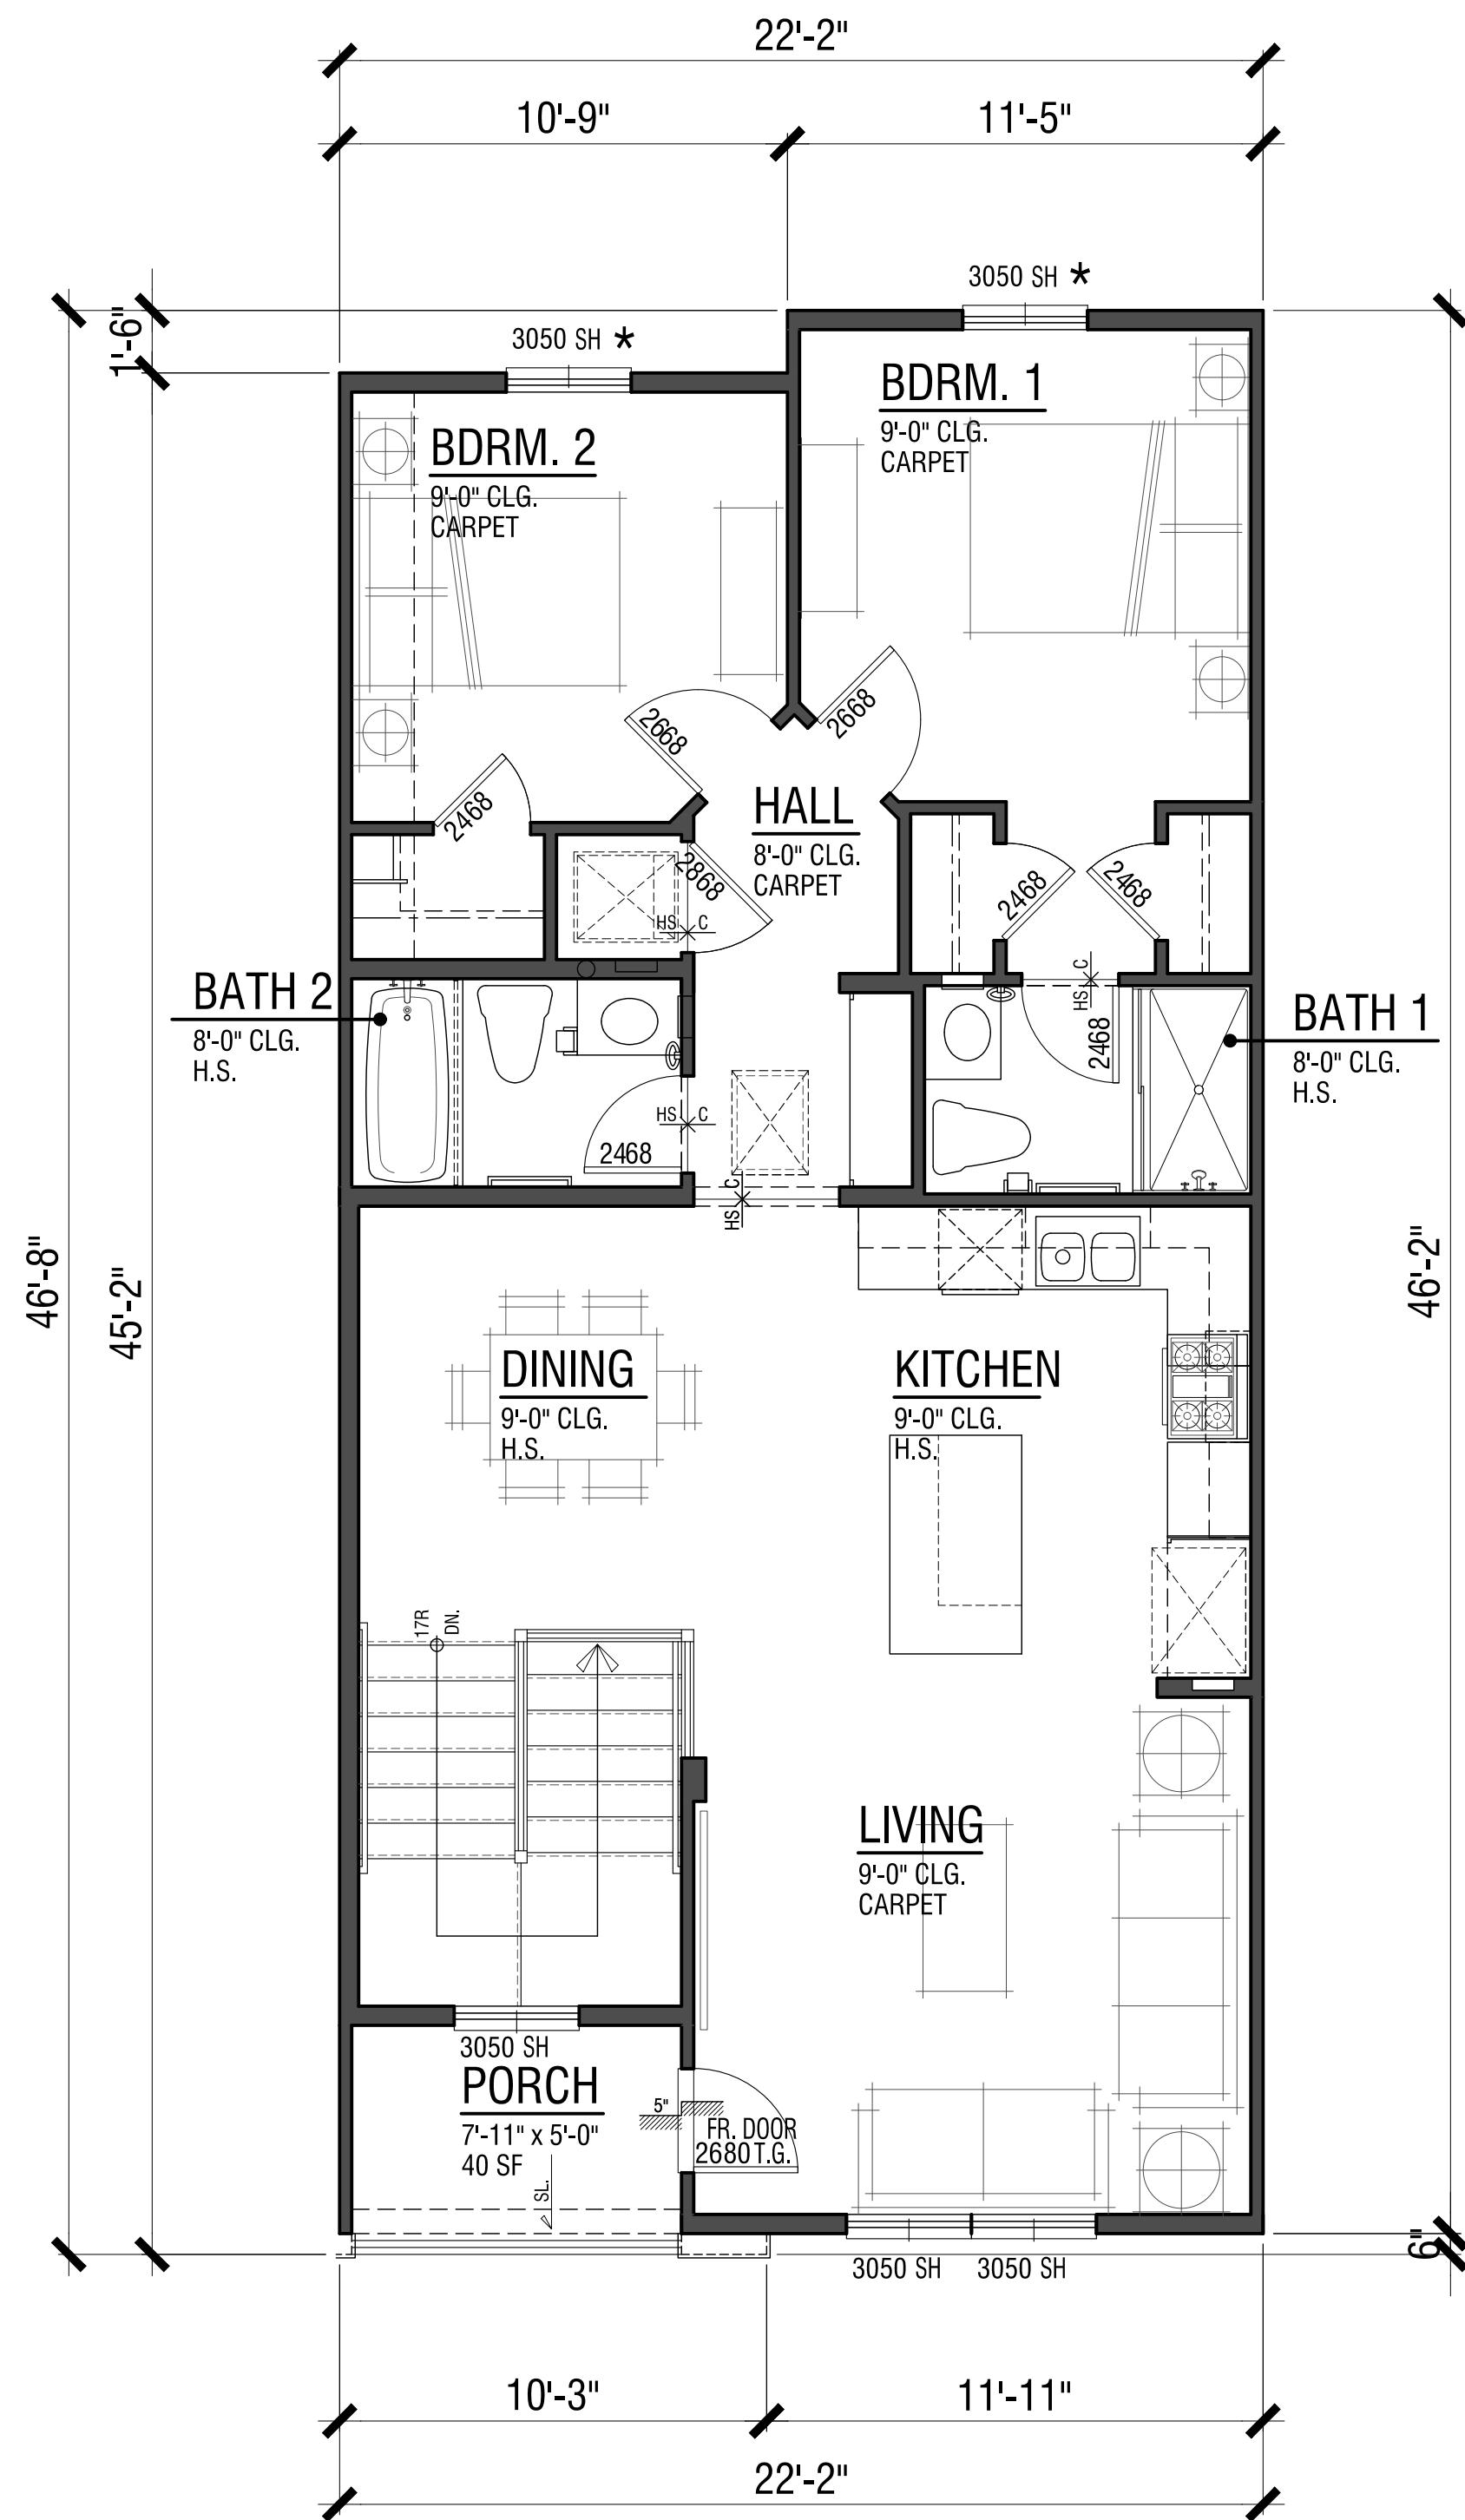 22'-2"
10'-9"
11'-5"
3050 SH *
3050 SH *
1'-6"
BDRM. 1
9'-0" CLG.
CARPET
BDRM. 2
9'-0" CLG.
CARPET
2668
2668
2468
HALL
8'-0" CLG.
CARPET
2868
2468
2468
HS C
BATH 2
8'-0" CLG.
H.S.
HS C
2468
BATH 1
8'-0" CLG.
H.S.
HS C
2468
HS C
46'-8"
45'-2"
46'-2"
DINING
9'-0" CLG.
H.S.
KITCHEN
9'-0" CLG.
H.S.
17R
DN.
LIVING
9'-0" CLG.
CARPET
3050 SH
PORCH
7'-11" x 5'-0"
40 SF
5"
FR. DOOR
2680 T.G.
SL.
6"
3050 SH
3050 SH
10'-3"
11'-11"
22'-2"